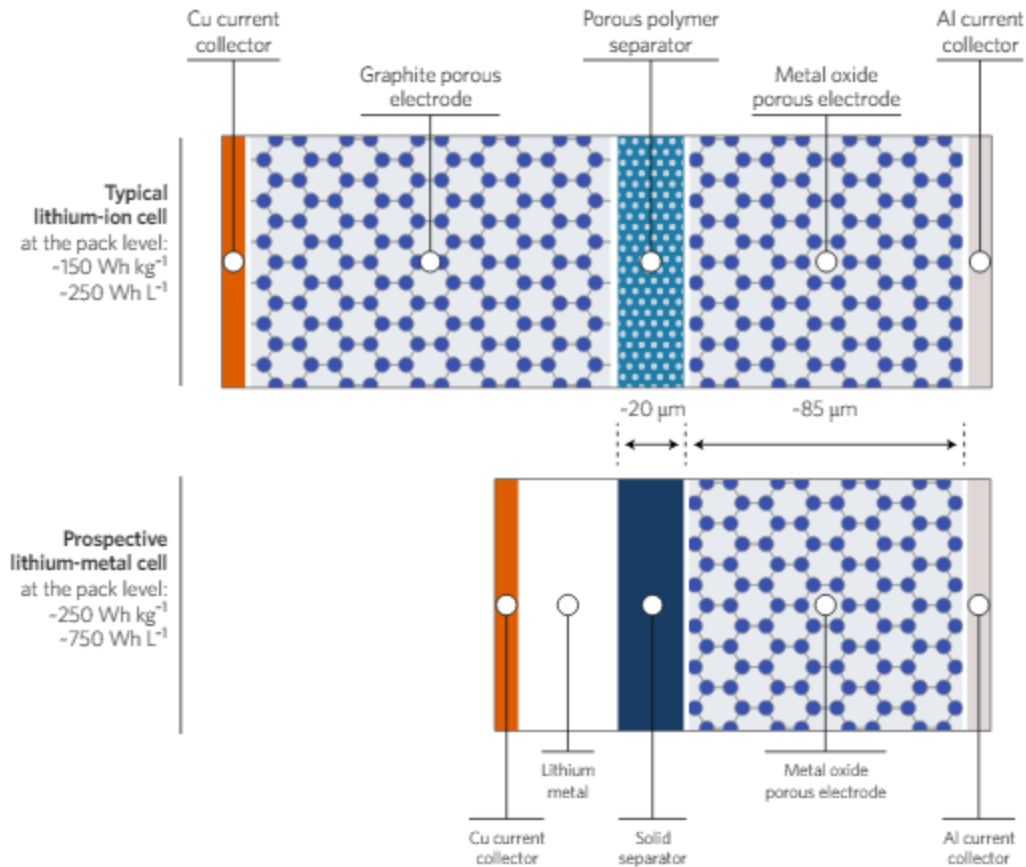 Cu current
collector
Porous polymer
separator
Al current
collector
Graphite porous
electrode
Metal oxide
porous electrode
Typical
lithium-ion cell
at the pack level:
~150 Wh kg⁻¹
~250 Wh L⁻¹
~20 µm
~85 µm
Prospective
lithium-metal cell
at the pack level:
~250 Wh kg⁻¹
~750 Wh L⁻¹
Lithium
metal
Metal oxide
porous electrode
Cu current
collector
Solid
separator
Al current
collector